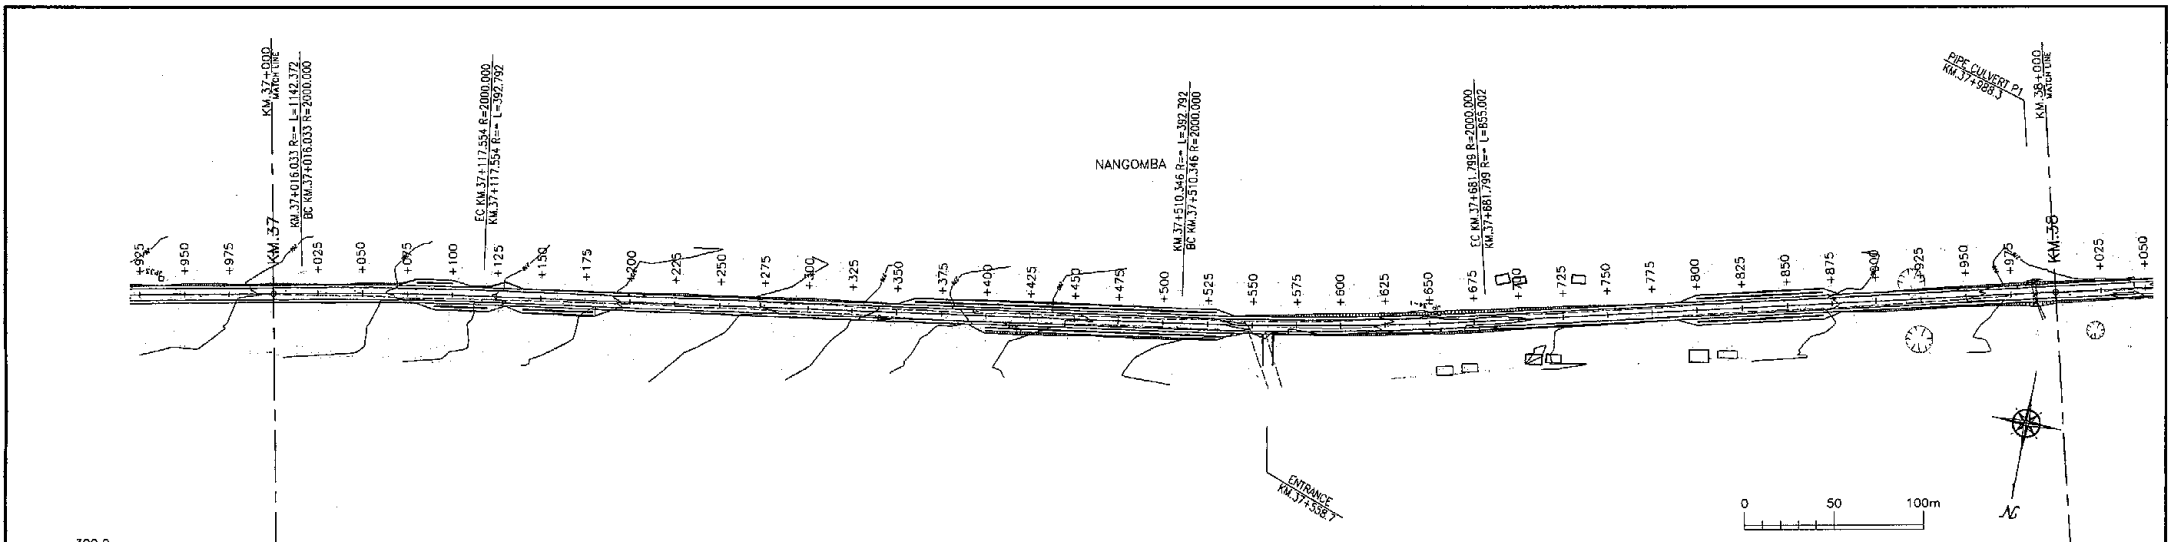 KM.37+000
MATCH LINE
KM.37+016.033 R=∞ L=1142.372
BC KM.37+016.033 R=2000.000
EC KM.37+117.554 R=2000.000
KM.37+117.554 R=∞ L=392.792
NANGOMBA
KM.37+510.346 R=∞ L=392.792
BC KM.37+510.346 R=2000.000
EC KM.37+681.799 R=2000.000
KM.37+681.799 R=∞ L=855.002
PIPE CULVERT P1
KM.37+988.3
KM.38+000
MATCH LINE
+925
+950
+975
KM.37
+025
+050
+075
+100
+125
+150
+175
+200
+225
+250
+275
+300
+325
+350
+375
+400
+425
+450
+475
+500
+525
+550
+575
+600
+625
+650
+675
+700
+725
+750
+775
+800
+825
+850
+875
+900
+925
+950
+975
KM.38
+025
+050
ENTRANCE
KM.37+558.7
0 50 100m